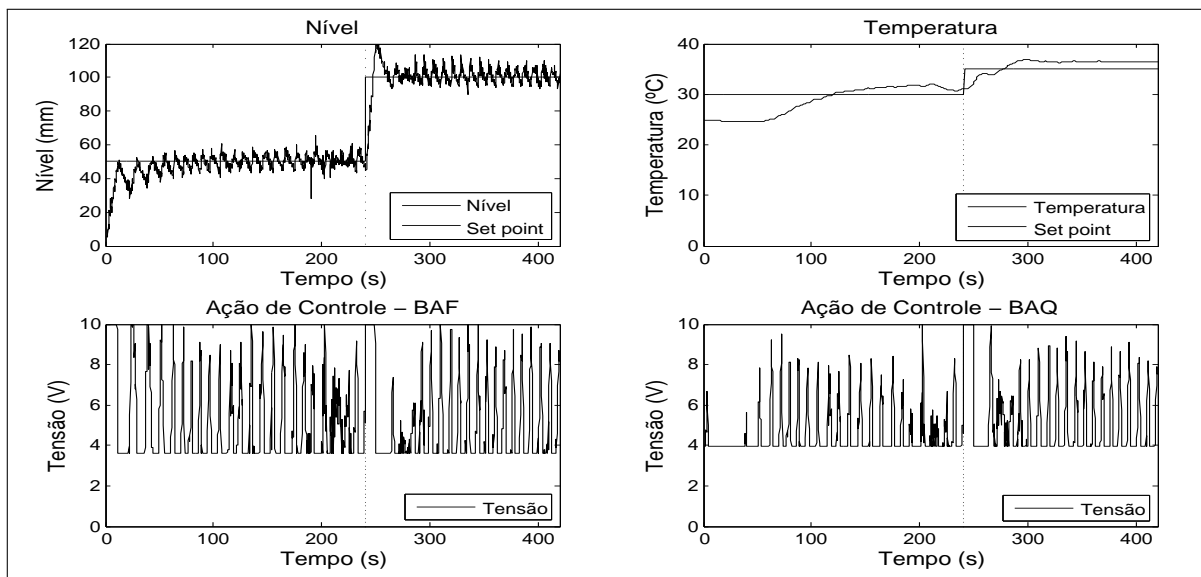 Nível
Nível (mm)
120
100
80
60
40
20
0
0 100 200 300 400
Tempo (s)
Nível
Set point
Temperatura
Temperatura (ºC)
40
30
20
10
0
0 100 200 300 400
Tempo (s)
Temperatura
Set point
Ação de Controle – BAF
Tensão (V)
10
8
6
4
2
0
0 100 200 300 400
Tempo (s)
Tensão
Ação de Controle – BAQ
Tensão (V)
10
8
6
4
2
0
0 100 200 300 400
Tempo (s)
Tensão